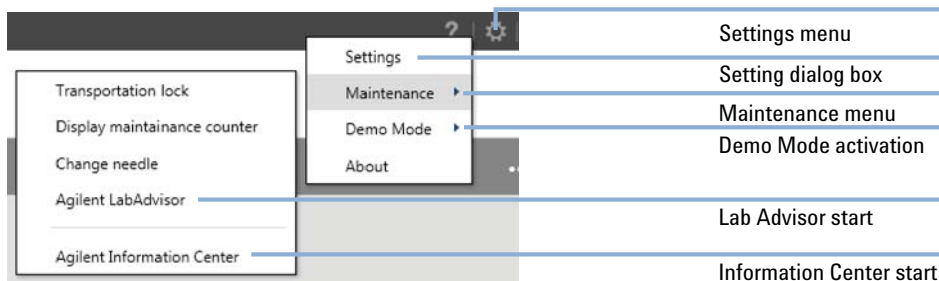 ?
Settings menu
Settings
Setting dialog box
Maintenance
Maintenance menu
Demo Mode
Demo Mode activation
About
Transportation lock
Display maintainance counter
Change needle
Agilent LabAdvisor
Lab Advisor start
Agilent Information Center
Information Center start